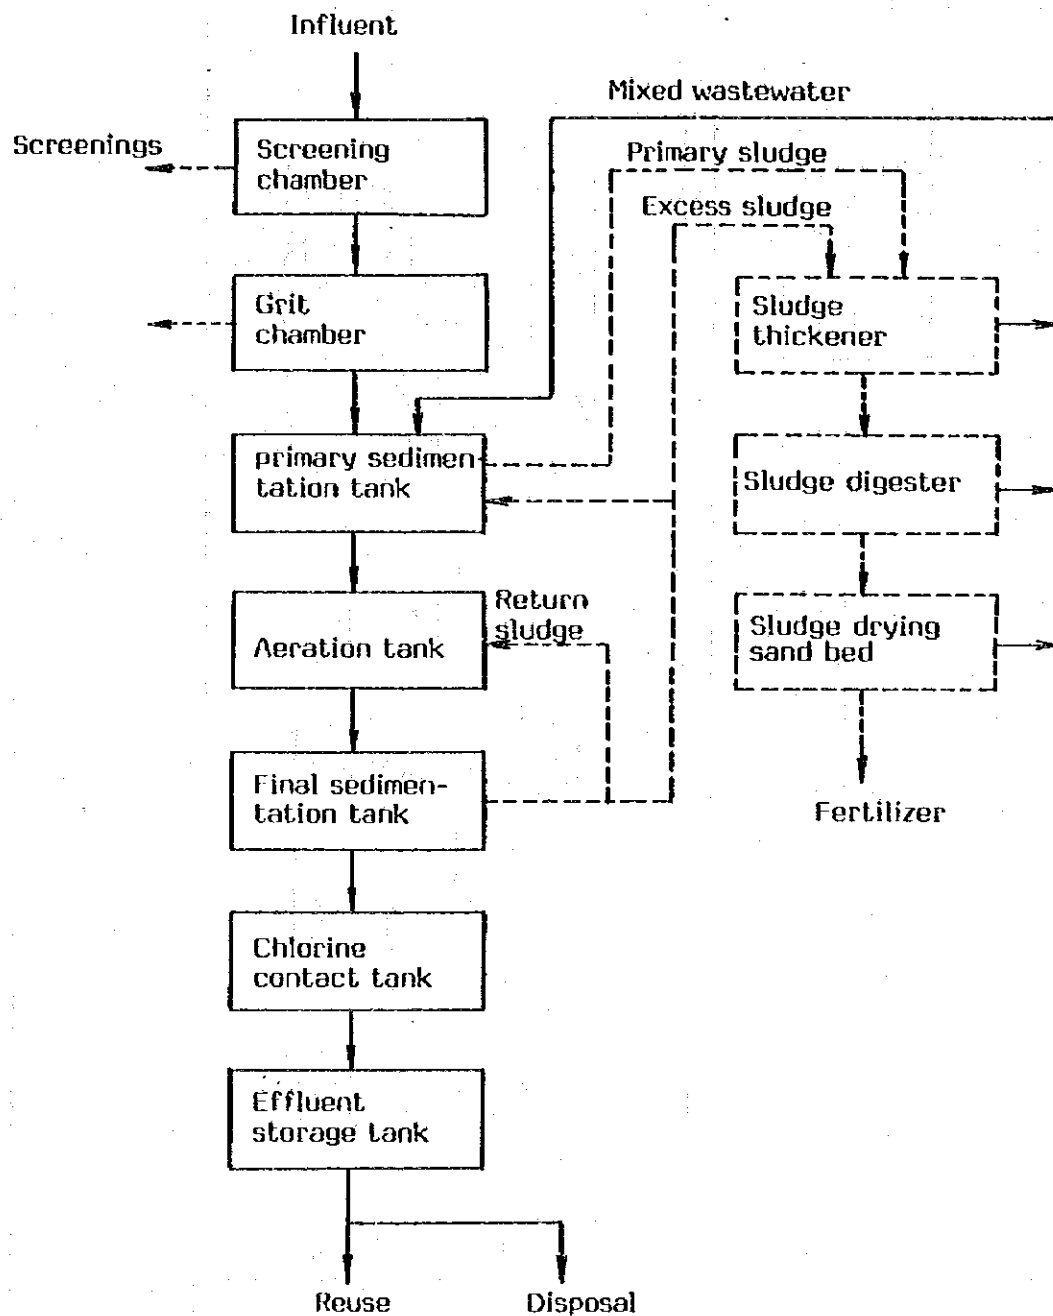 Influent
Mixed wastewater
Screenings
Screening
chamber
Primary sludge
Excess sludge
Grit
chamber
Sludge
thickener
primary sedimen-
tation tank
Sludge digester
Return
sludge
Aeration tank
Sludge drying
sand bed
Final sedimen-
tation tank
Fertilizer
Chlorine
contact tank
Effluent
storage tank
Reuse
Disposal